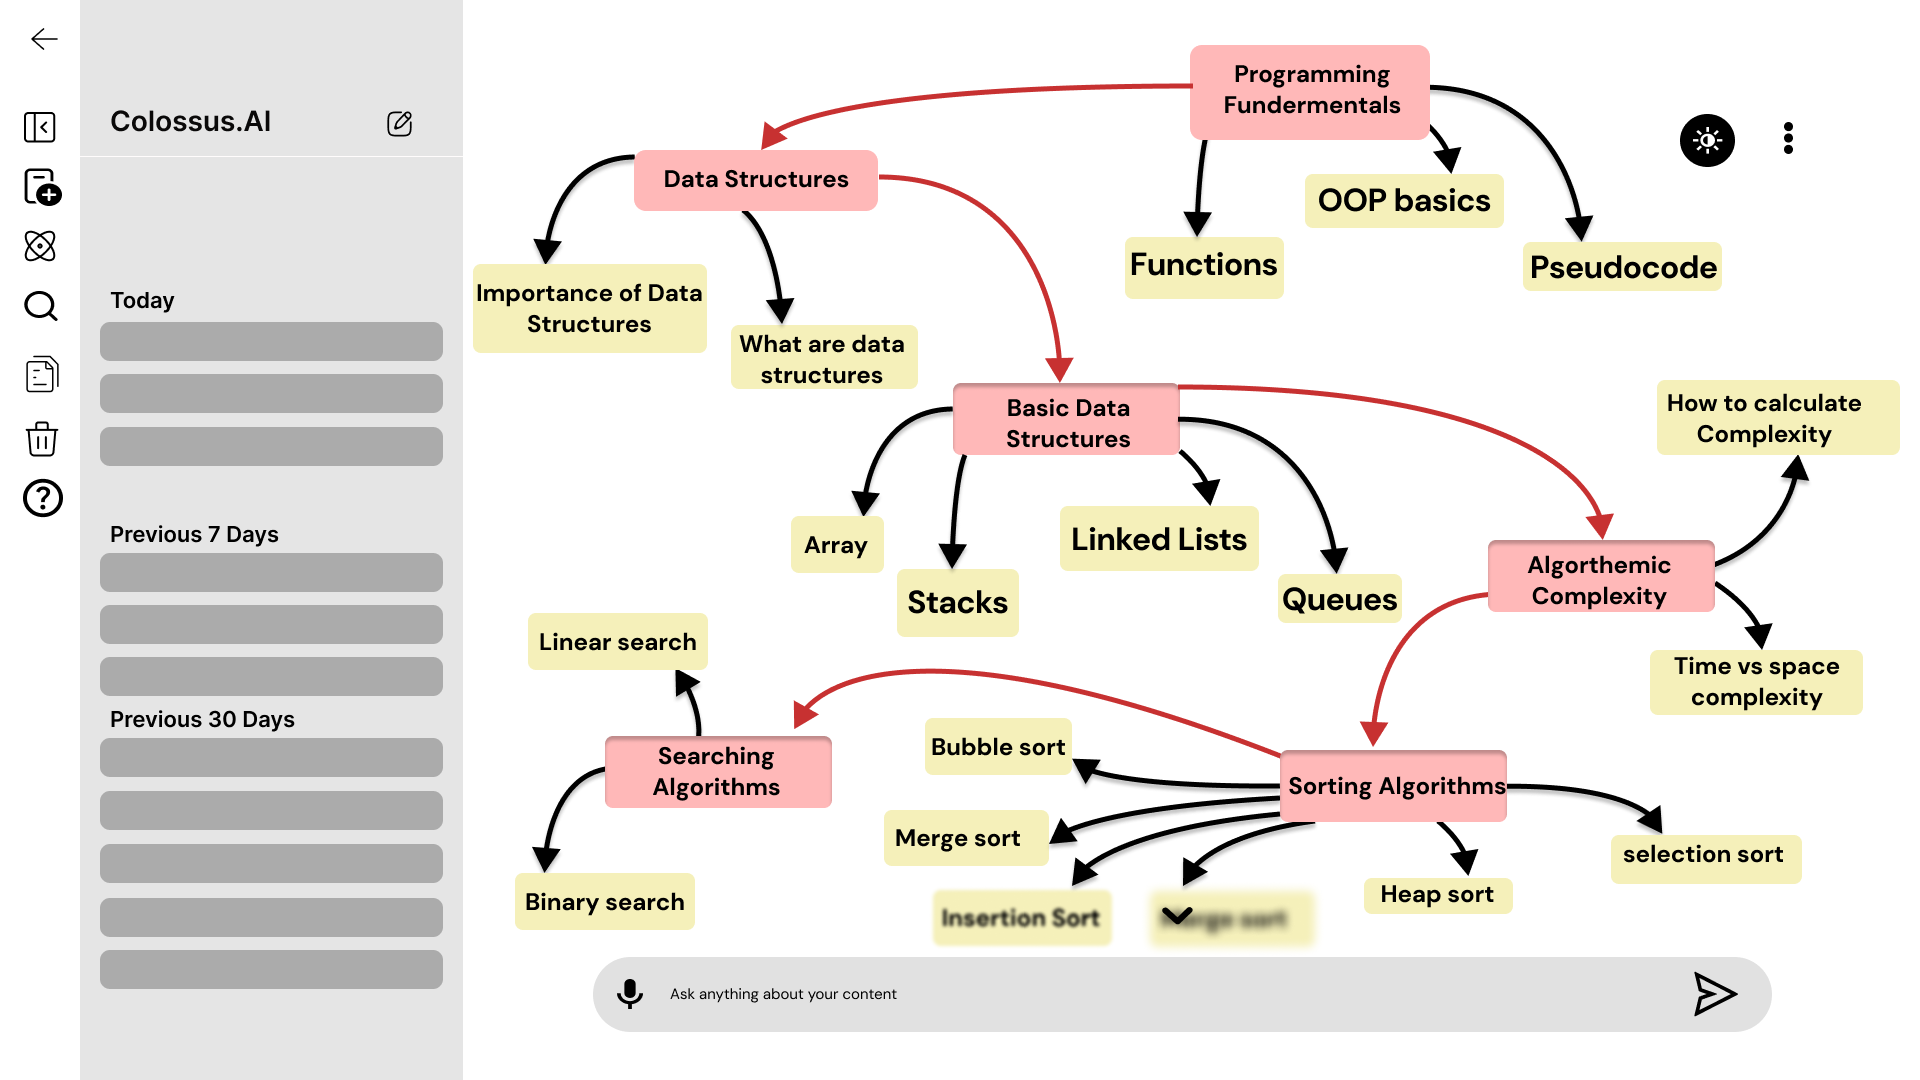 Colossus.AI
Today
Previous 7 Days
Previous 30 Days
Programming
Fundermentals
Data Structures
OOP basics
Functions
Pseudocode
Importance of Data
Structures
What are data
structures
Basic Data
Structures
How to calculate
Complexity
Array
Linked Lists
Stacks
Queues
Algorthemic
Complexity
Linear search
Time vs space
complexity
Searching
Algorithms
Bubble sort
Sorting Algorithms
Merge sort
selection sort
Binary search
Insertion Sort
Heap sort
sort
Ask anything about your content